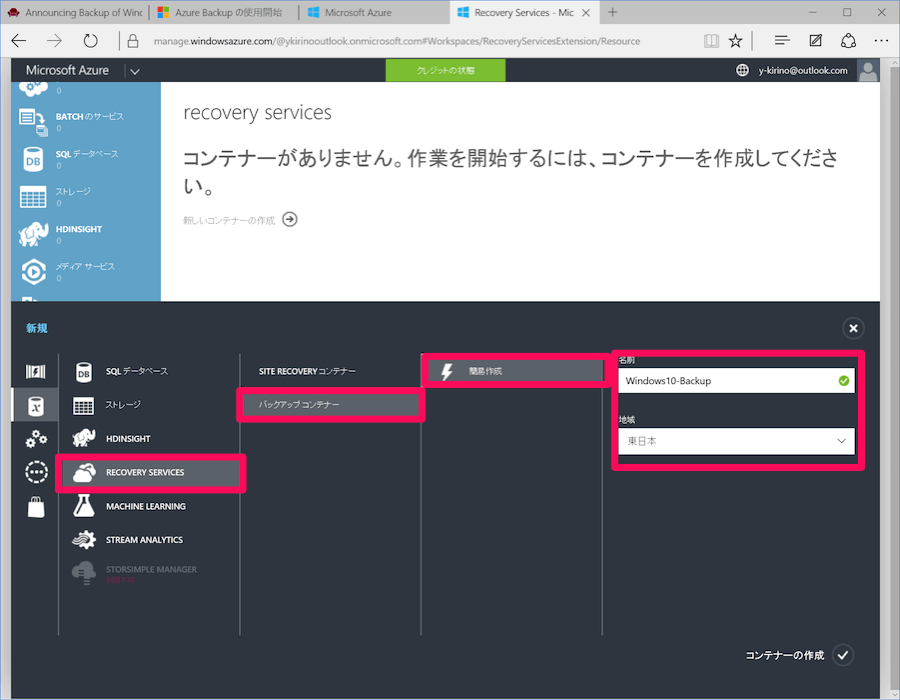 Announcing Backup of Winc
Azure Backup の使用開始
Microsoft Azure
Recovery Services - Mic
manage.windowsazure.com/@ykirinooutlook.onmicrosoft.com#Workspaces/RecoveryServicesExtension/Resource
Microsoft Azure
クレジットの状態
y-kirino@outlook.com
0
BATCH のサービス
0
DB
SQL データベース
0
ストレージ
0
HDINSIGHT
0
メディア サービス
0
recovery services
コンテナーがありません。作業を開始するには、コンテナーを作成してくださ
い。
新しいコンテナーの作成
新規
DB
SQL データベース
ストレージ
HDINSIGHT
RECOVERY SERVICES
MACHINE LEARNING
STREAM ANALYTICS
STORSIMPLE MANAGER
SITE RECOVERY コンテナー
バックアップ コンテナー
簡易作成
名前
Windows10-Backup
地域
東日本
コンテナーの作成